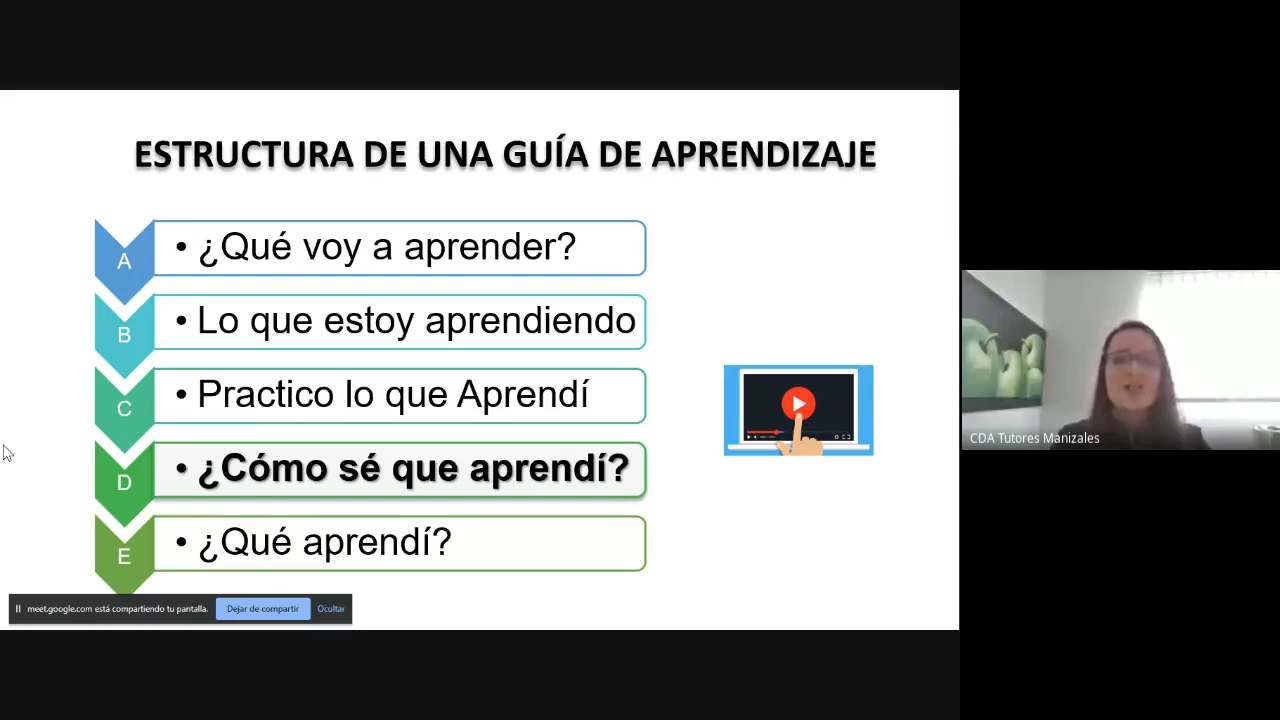 ESTRUCTURA DE UNA GUÍA DE APRENDIZAJE
A
• ¿Qué voy a aprender?
B
• Lo que estoy aprendiendo
C
• Practico lo que Aprendí
D
• ¿Cómo sé que aprendí?
E
• ¿Qué aprendí?
meet.google.com está compartiendo tu pantalla. Dejar de compartir Ocultar
CDA Tutores Manizales